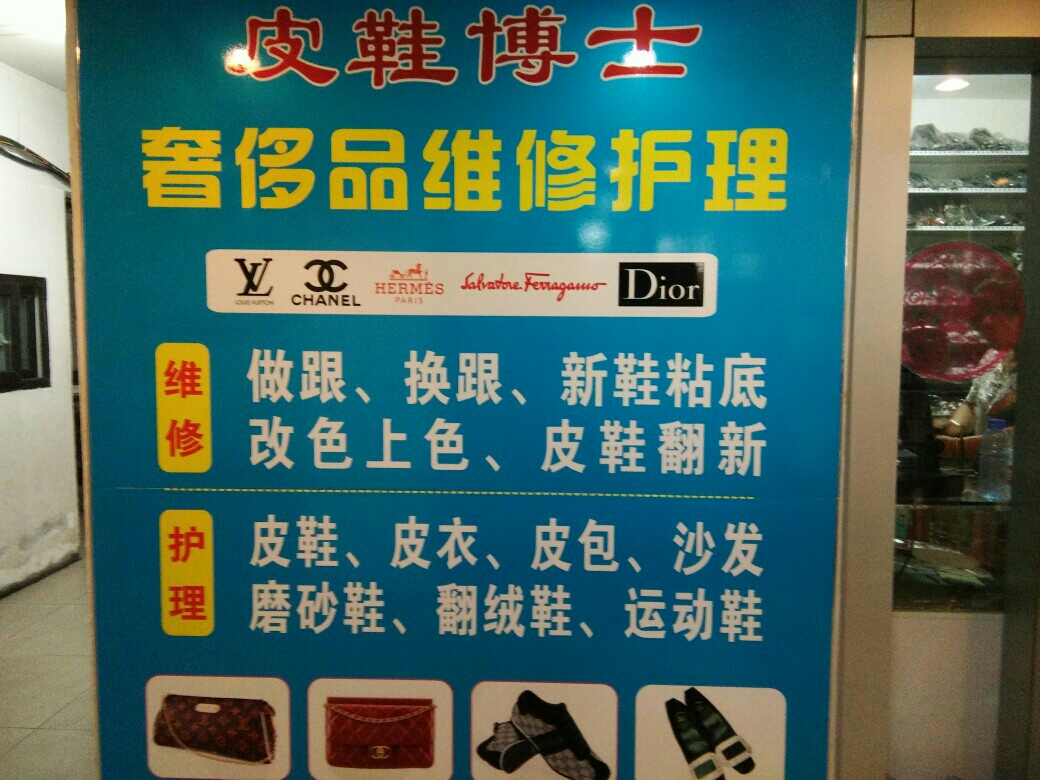 皮鞋博士
奢侈品维修护理
LOUIS VUITTON CHANEL HERMÈS PARIS Salvatore Ferragamo Dior
维修
做跟、换跟、新鞋粘底
改色上色、皮鞋翻新
护理
皮鞋、皮衣、皮包、沙发
磨砂鞋、翻绒鞋、运动鞋